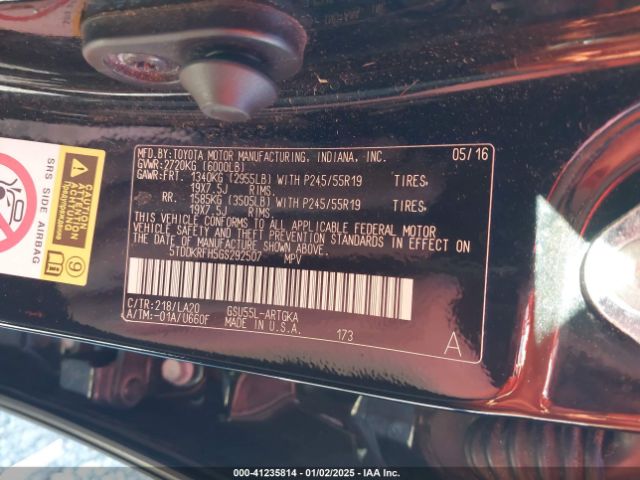 MFD.BY:TOYOTA MOTOR MANUFACTURING, INDIANA, INC. 05/16
GVWR:2720KG (6000LB)
GAWR:FRT. 1340KG (2955LB) WITH P245/55R19 TIRES,
19X7.5J RIMS,
RR. 1585KG (3505LB) WITH P245/55R19 TIRES,
19X7.5J RIMS,
THIS VEHICLE CONFORMS TO ALL APPLICABLE FEDERAL MOTOR
VEHICLE SAFETY AND THEFT PREVENTION STANDARDS IN EFFECT
ON THE DATE OF MANUFACTURE SHOWN ABOVE.
5TDDKRFH5GS292507 MPV
C/TR:218/LA20 GSU55L-ARTGKA
A/TM:-01A/U660F MADE IN U.S.A.
173 A
SRS SIDE AIRBAG
ATTENTION
ACHTUNG
000-41235814 - 01/02/2025 - IAA Inc.